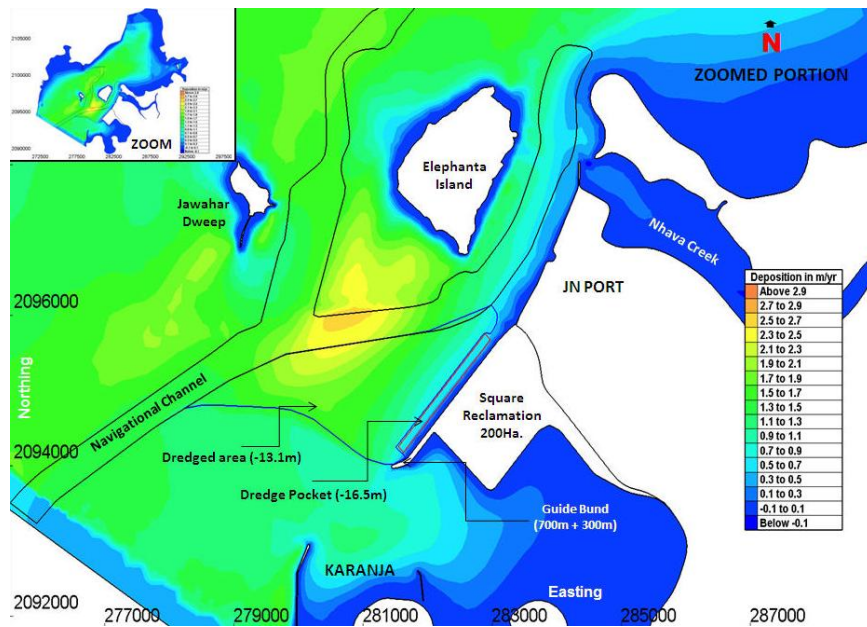 2105000
2100000
2095000
2090000
ZOOM
N
ZOOMED PORTION
Elephanta
Island
Jawahar
Dweep
Nhava Creek
JN PORT
2096000
Northing
Navigational Channel
Square
Reclamation
200Ha.
2094000
Dredged area (-13.1m)
Dredge Pocket (-16.5m)
Guide Bund
(700m + 300m)
KARANJA
Easting
2092000
277000
279000
281000
283000
285000
287000
Deposition in m/yr
Above 2.9
2.7 to 2.9
2.5 to 2.7
2.3 to 2.5
2.1 to 2.3
1.9 to 2.1
1.7 to 1.9
1.5 to 1.7
1.3 to 1.5
1.1 to 1.3
0.9 to 1.1
0.7 to 0.9
0.5 to 0.7
0.3 to 0.5
0.1 to 0.3
-0.1 to 0.1
Below -0.1